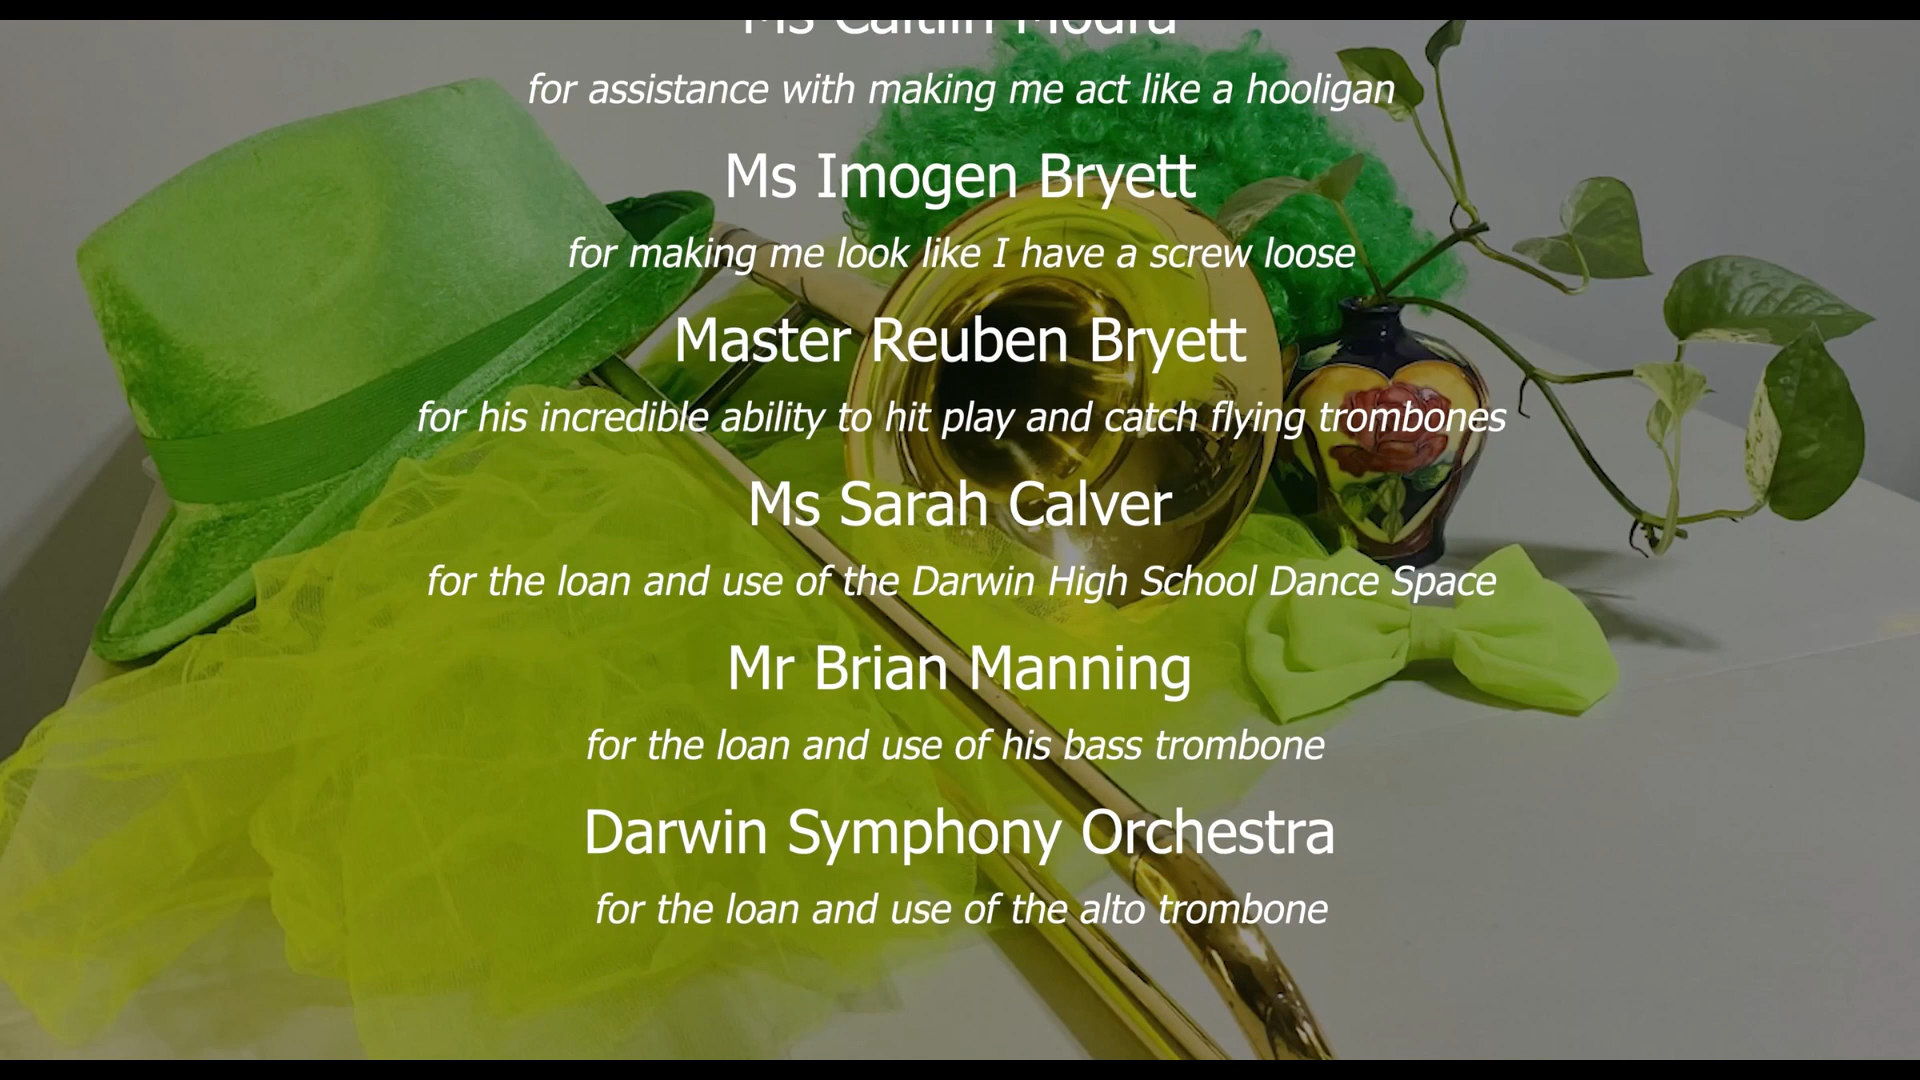 Ms Caitlin Modra
for assistance with making me act like a hooligan
Ms Imogen Bryett
for making me look like I have a screw loose
Master Reuben Bryett
for his incredible ability to hit play and catch flying trombones
Ms Sarah Calver
for the loan and use of the Darwin High School Dance Space
Mr Brian Manning
for the loan and use of his bass trombone
Darwin Symphony Orchestra
for the loan and use of the alto trombone